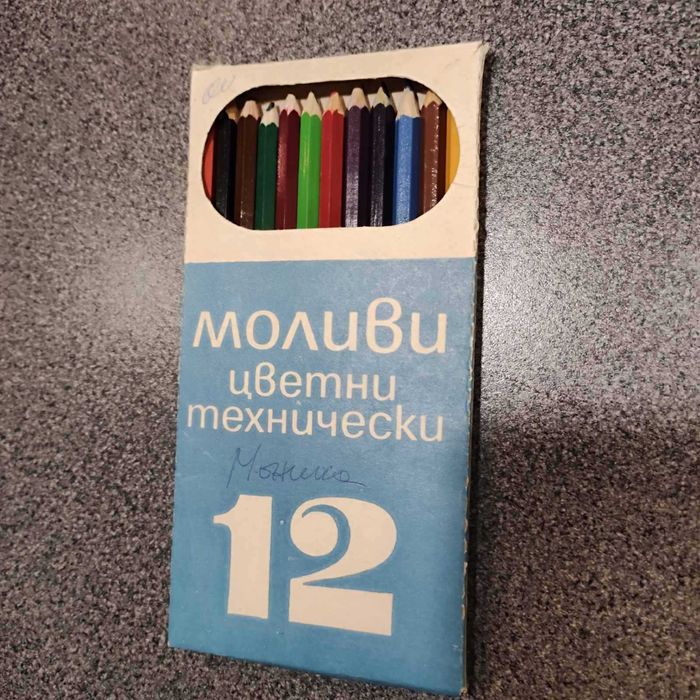 моливи
цветни
технически
12